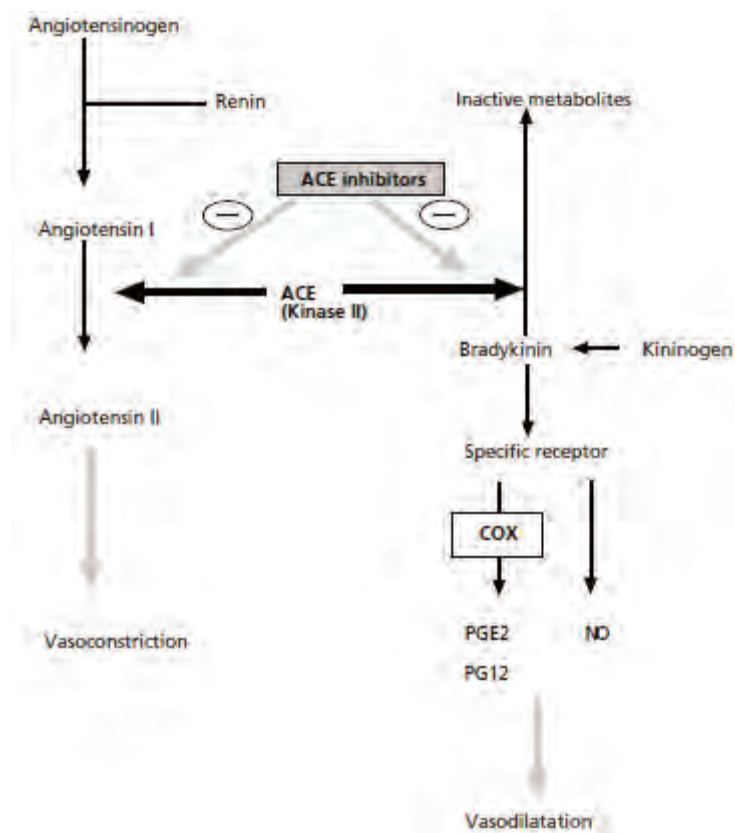 Angiotensinogen
Renin
Inactive metabolites
ACE inhibitors
Angiotensin I
ACE
(Kinase II)
Bradykinin
Kininogen
Angiotensin II
Specific receptor
COX
Vasoconstriction
PGE2
NO
PG12
Vasodilatation